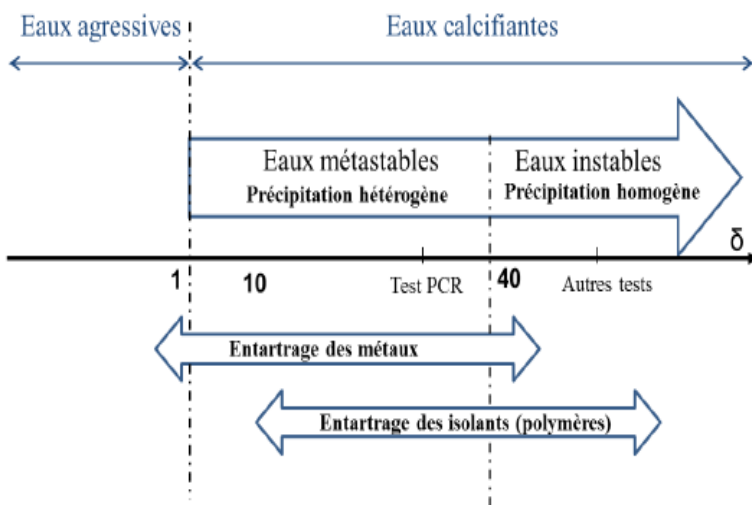 Eaux agressives
Eaux calcifiantes
Eaux métastables
Précipitation hétérogène
Eaux instables
Précipitation homogène
δ
1
10
Test PCR
40
Autres tests
Entartrage des métaux
Entartrage des isolants (polymères)